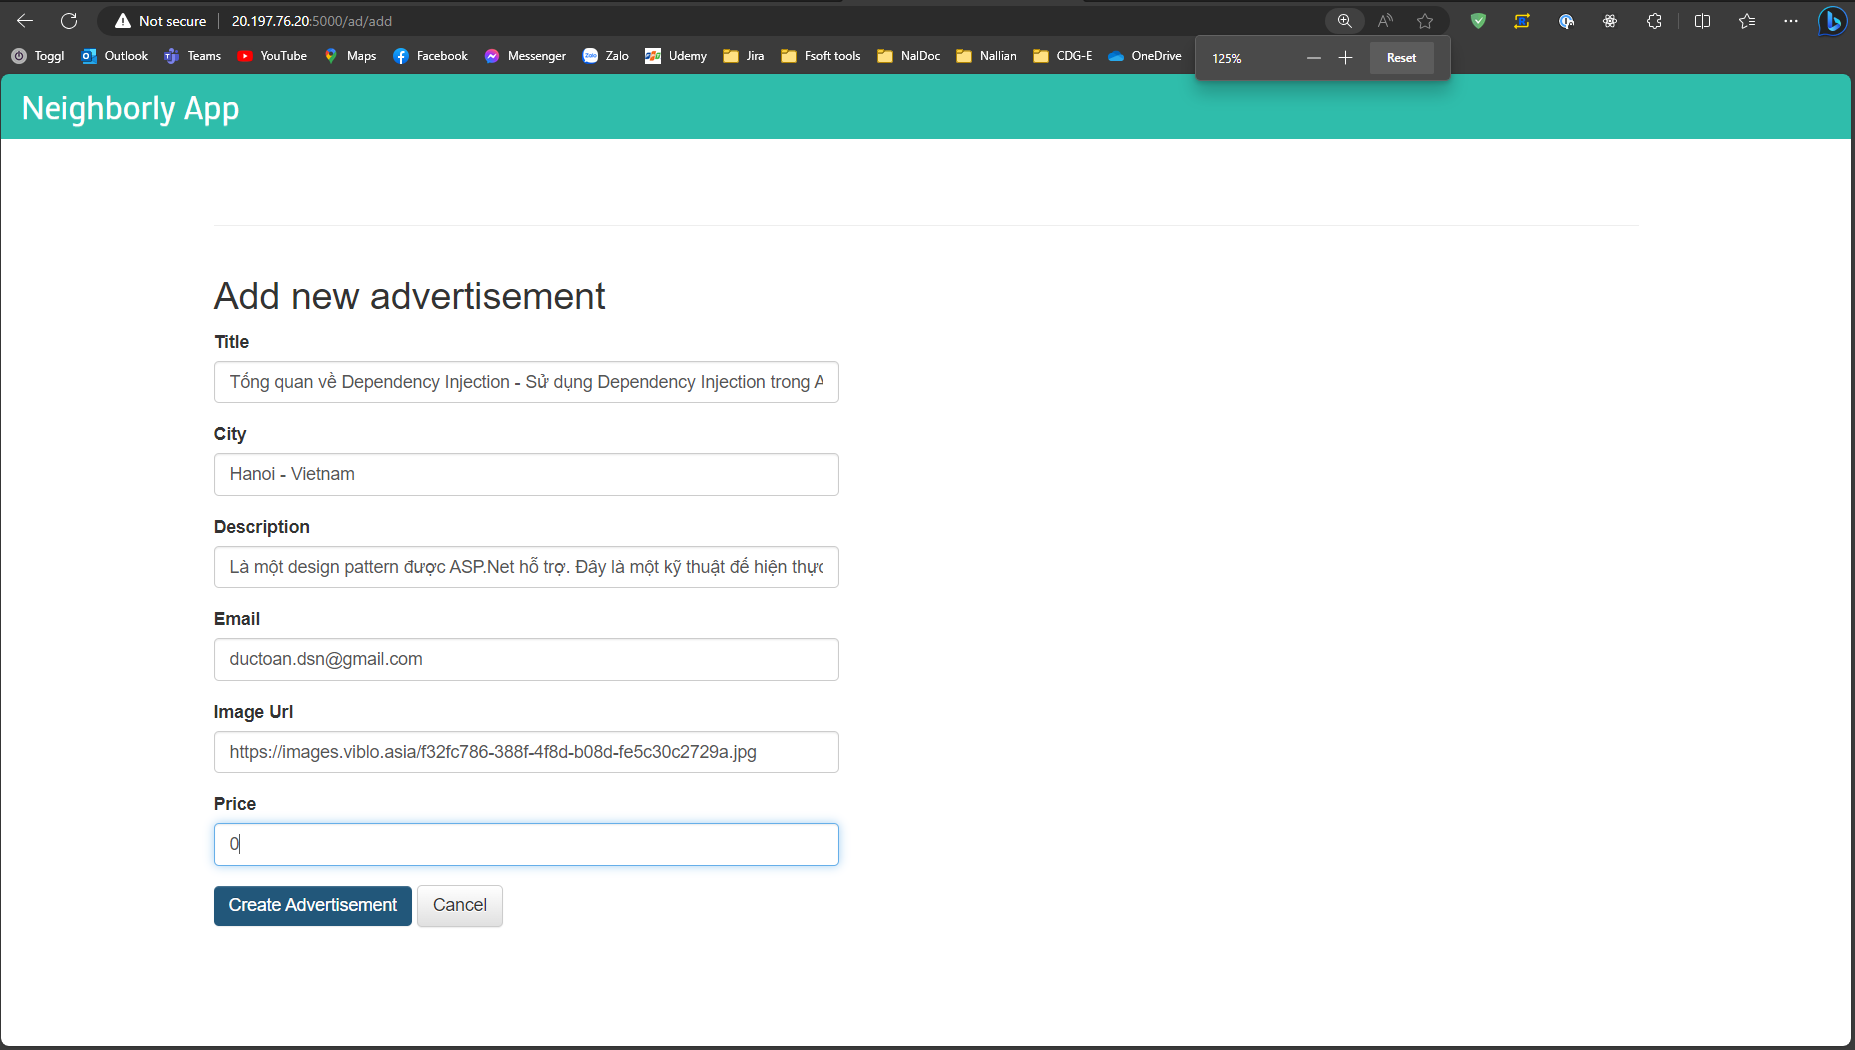 Not secure 20.197.76.20:5000/ad/add
Toggl Outlook Teams YouTube Maps Facebook Messenger Zalo Udemy Jira Fsoft tools NalDoc Nallian CDG-E OneDrive
125% Reset
Neighborly App
Add new advertisement
Title
Tổng quan về Dependency Injection - Sử dụng Dependency Injection trong A
City
Hanoi - Vietnam
Description
Là một design pattern được ASP.Net hỗ trợ. Đây là một kỹ thuật để hiện thực
Email
ductoan.dsn@gmail.com
Image Url
https://images.viblo.asia/f32fc786-388f-4f8d-b08d-fe5c30c2729a.jpg
Price
0
Create Advertisement Cancel